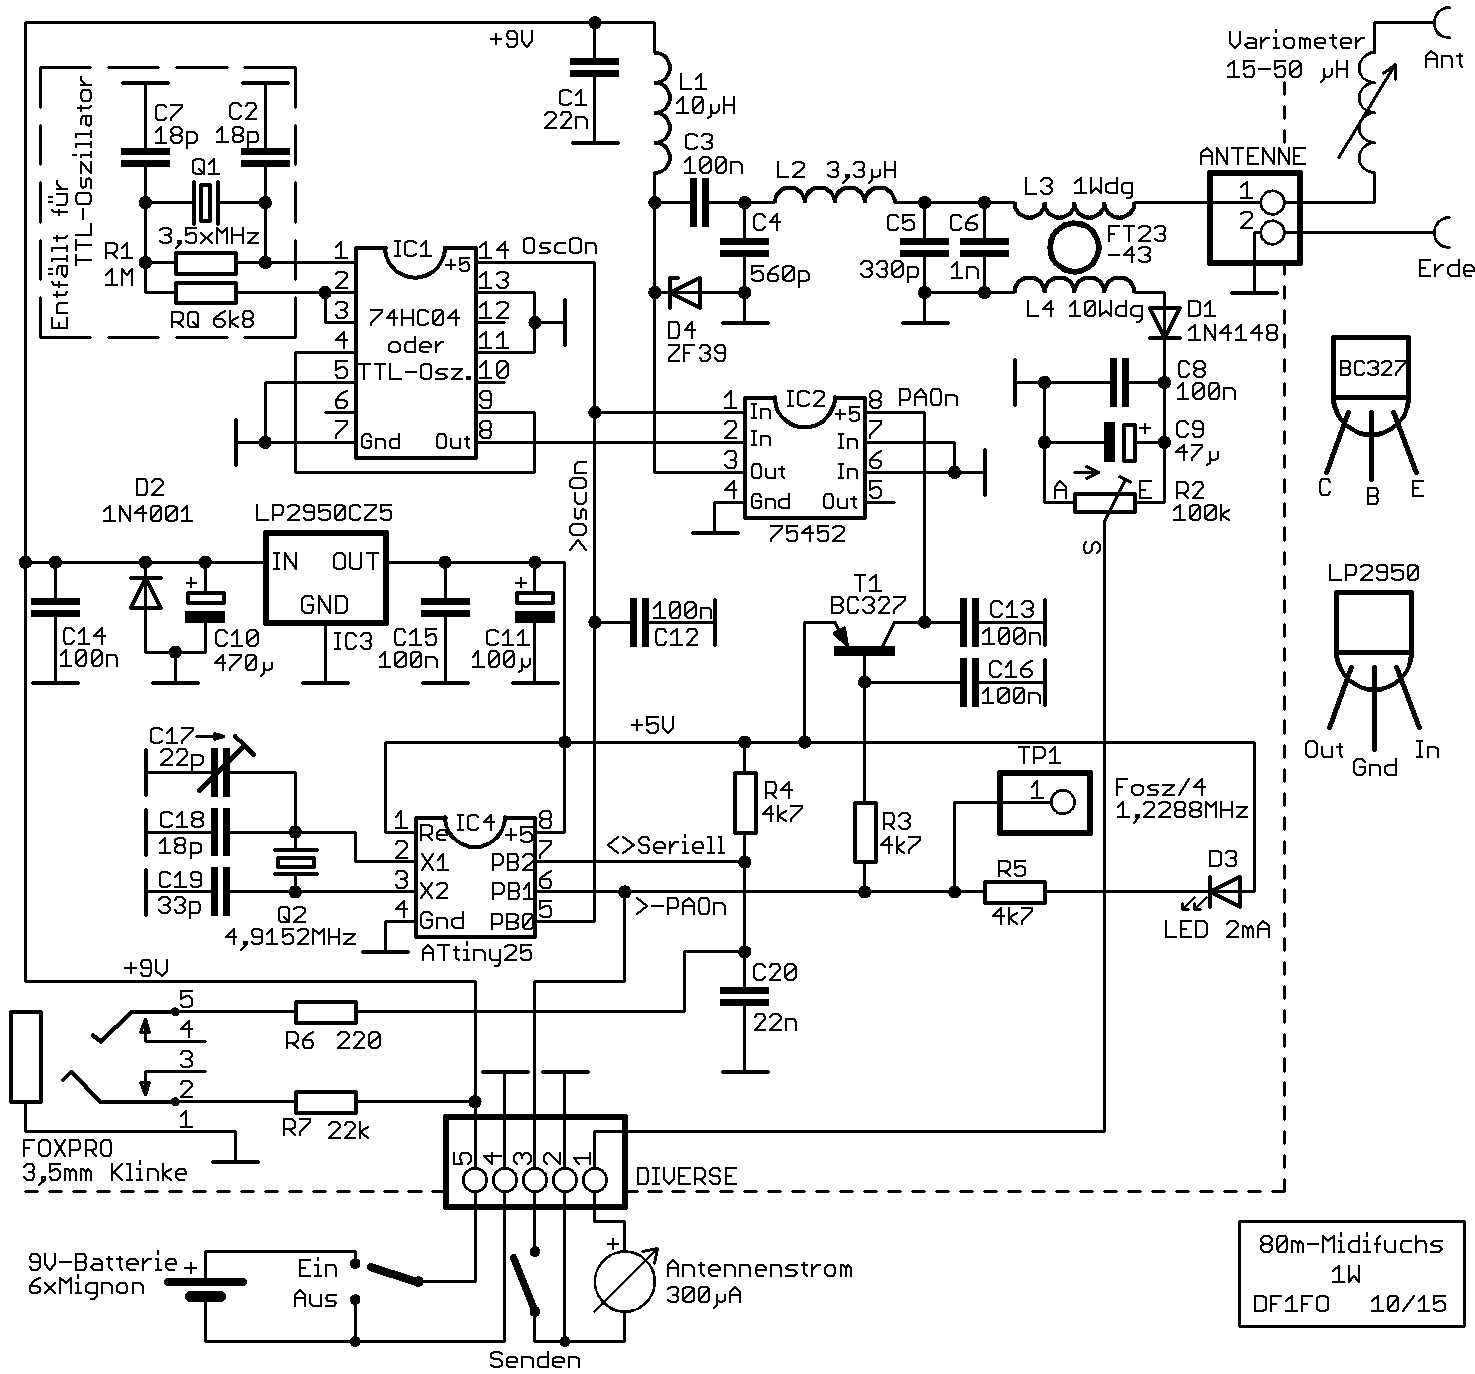 +9V
C1
22n
L1
10µH
Variometer
15-50 µH
Ant
Entfällt für
TTL-Oszillator
C7
18p
C2
18p
Q1
3,5xMHz
R1
1M
RQ 6k8
C3
100n
L2 3,3µH
C4
560p
C5
330p
C6
1n
L3 1Wdg
FT23
-43
L4 10Wdg
ANTENNE
1
2
Erde
IC1
1
2
3
4
5
6
7
14
13
12
11
10
9
8
+5
74HC04
oder
TTL-Osz.
Gnd Out
OscOn
D4
ZF39
D1
1N4148
C8
100n
C9
+
47µ
A
E
R2
100k
S
BC327
C
B
E
IC2
1
2
3
4
8
7
6
5
In
In
Out
Gnd
+5
In
In
Out
75452
PAOn
>OscOn
D2
1N4001
LP2950CZ5
IN OUT
GND
IC3
C14
100n
+
C10
470µ
C15
100n
+
C11
100µ
100n
C12
T1
BC327
C13
100n
C16
100n
LP2950
Out
Gnd
In
+5V
C17
22p
C18
18p
C19
33p
Q2
4,9152MHz
IC4
1
2
3
4
8
7
6
5
Re
X1
X2
Gnd
+5
PB2
PB1
PB0
ATtiny25
<>Seriell
>-PAOn
R4
4k7
R3
4k7
TP1
1
Fosz/4
1,2288MHz
R5
4k7
D3
LED 2mA
C20
22n
+9V
5
4
3
2
1
R6 220
R7 22k
FOXPRO
3,5mm Klinke
5
4
3
2
1
DIVERSE
9V-Batterie
6xMignon
+
Ein
Aus
Senden
+
Antennenstrom
300µA
80m-Midifuchs
1W
DF1FO 10/15